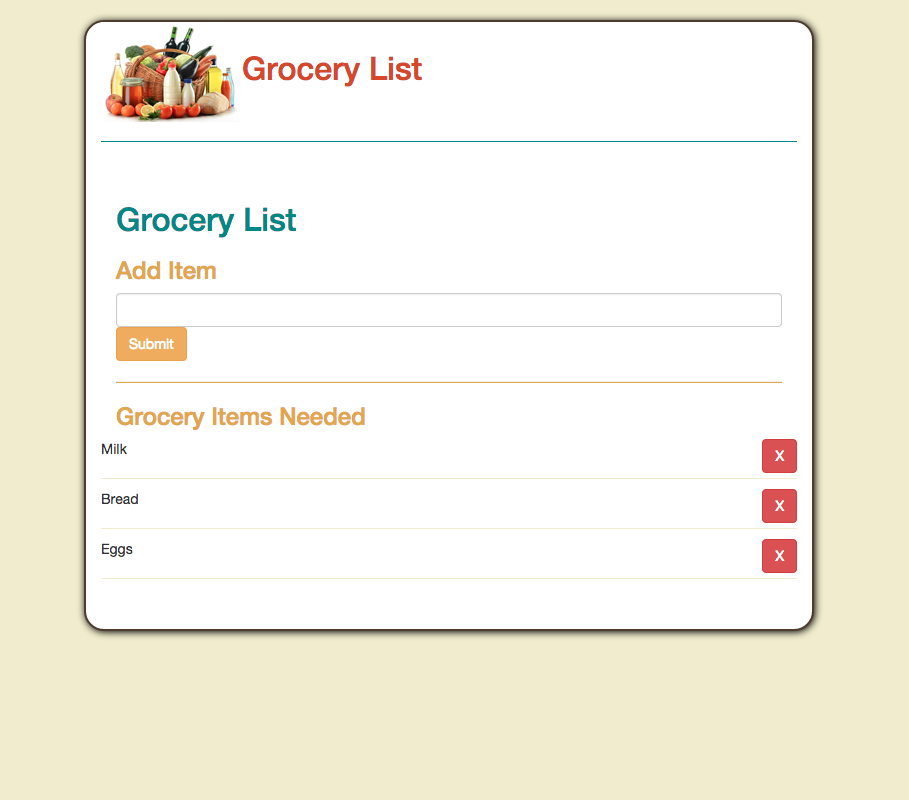 Grocery List
Grocery List
Add Item
Submit
Grocery Items Needed
Milk X
Bread X
Eggs X